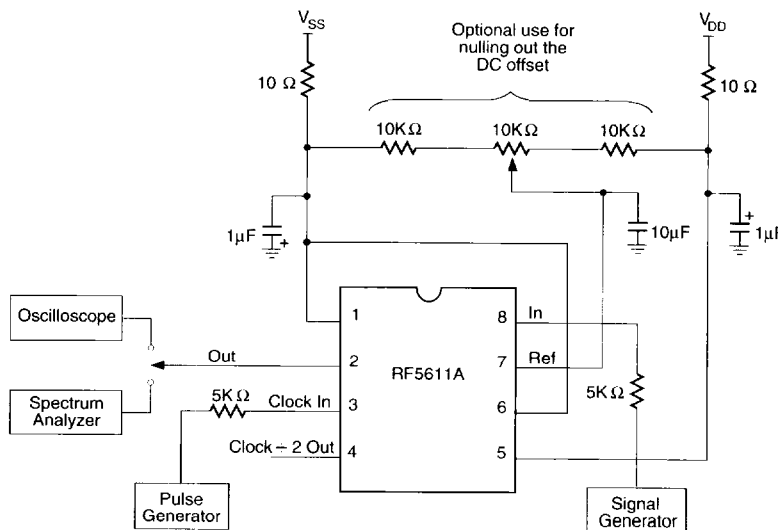 V_SS
Optional use for
nulling out the
DC offset
V_DD
10 Ω
10 Ω
10KΩ
10KΩ
10KΩ
1µF
+
10µF
+
1µF
Oscilloscope
Out
Spectrum
Analyzer
5KΩ
Clock In
Clock ÷ 2 Out
Pulse
Generator
1
2
3
4
RF5611A
8
7
6
5
In
Ref
5KΩ
Signal
Generator